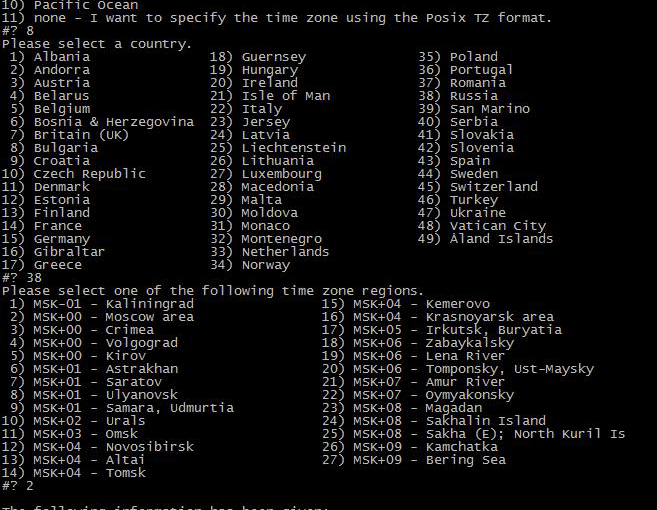 10) Pacific Ocean
11) none - I want to specify the time zone using the Posix TZ format.
#? 8
Please select a country.
 1) Albania 18) Guernsey 35) Poland
 2) Andorra 19) Hungary 36) Portugal
 3) Austria 20) Ireland 37) Romania
 4) Belarus 21) Isle of Man 38) Russia
 5) Belgium 22) Italy 39) San Marino
 6) Bosnia & Herzegovina 23) Jersey 40) Serbia
 7) Britain (UK) 24) Latvia 41) Slovakia
 8) Bulgaria 25) Liechtenstein 42) Slovenia
 9) Croatia 26) Lithuania 43) Spain
10) Czech Republic 27) Luxembourg 44) Sweden
11) Denmark 28) Macedonia 45) Switzerland
12) Estonia 29) Malta 46) Turkey
13) Finland 30) Moldova 47) Ukraine
14) France 31) Monaco 48) Vatican City
15) Germany 32) Montenegro 49) Åland Islands
16) Gibraltar 33) Netherlands
17) Greece 34) Norway
#? 38
Please select one of the following time zone regions.
 1) MSK-01 - Kaliningrad 15) MSK+04 - Kemerovo
 2) MSK+00 - Moscow area 16) MSK+04 - Krasnoyarsk area
 3) MSK+00 - Crimea 17) MSK+05 - Irkutsk, Buryatia
 4) MSK+00 - Volgograd 18) MSK+06 - Zabaykalsky
 5) MSK+00 - Kirov 19) MSK+06 - Lena River
 6) MSK+01 - Astrakhan 20) MSK+06 - Tomponsky, Ust-Maysky
 7) MSK+01 - Saratov 21) MSK+07 - Amur River
 8) MSK+01 - Ulyanovsk 22) MSK+07 - Oymyakonsky
 9) MSK+01 - Samara, Udmurtia 23) MSK+08 - Magadan
10) MSK+02 - Urals 24) MSK+08 - Sakhalin Island
11) MSK+03 - Omsk 25) MSK+08 - Sakha (E); North Kuril Is
12) MSK+04 - Novosibirsk 26) MSK+09 - Kamchatka
13) MSK+04 - Altai 27) MSK+09 - Bering Sea
14) MSK+04 - Tomsk
#? 2
The following information has been given: